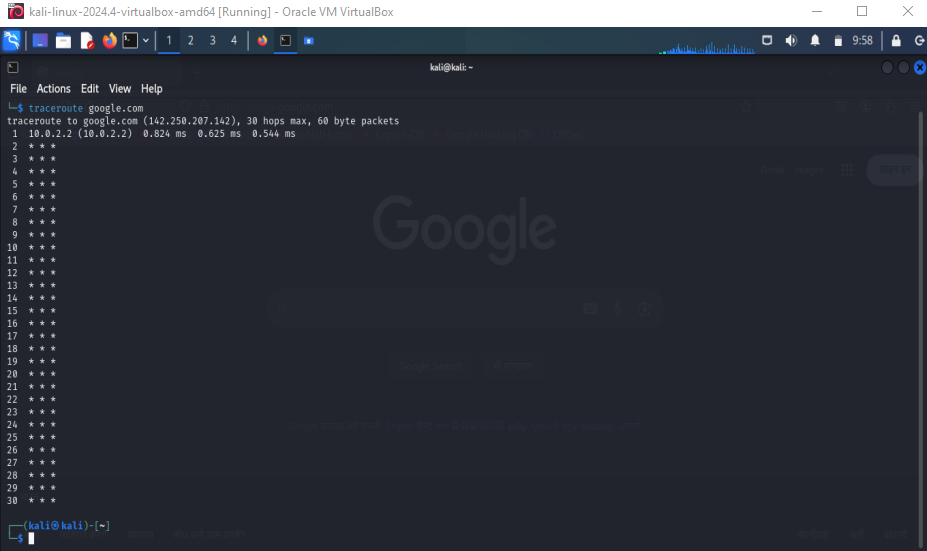 kali-linux-2024.4-virtualbox-amd64 [Running] - Oracle VM VirtualBox
1 2 3 4 9:58
kali@kali: ~
File Actions Edit View Help
└─$ traceroute google.com
traceroute to google.com (142.250.207.142), 30 hops max, 60 byte packets
1 10.0.2.2 (10.0.2.2) 0.824 ms 0.625 ms 0.544 ms
2 * * *
3 * * *
4 * * *
5 * * *
6 * * *
7 * * *
8 * * *
9 * * *
10 * * *
11 * * *
12 * * *
13 * * *
14 * * *
15 * * *
16 * * *
17 * * *
18 * * *
19 * * *
20 * * *
21 * * *
22 * * *
23 * * *
24 * * *
25 * * *
26 * * *
27 * * *
28 * * *
29 * * *
30 * * *
Google
Google Search
┌──(kali㉿kali)-[~]
└─$